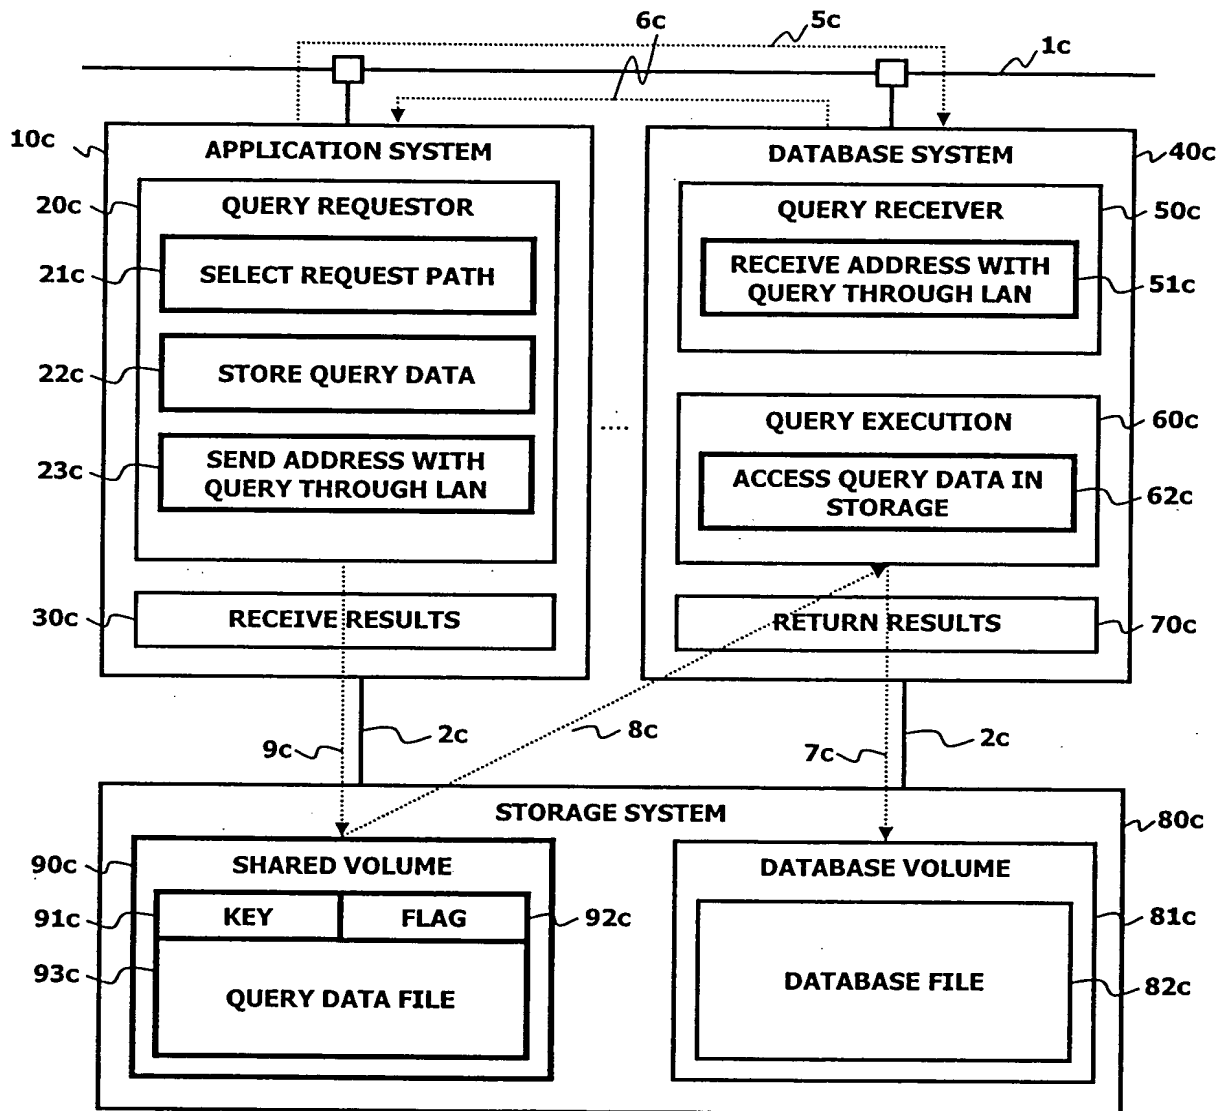 6c
5c
1c
10c
APPLICATION SYSTEM
DATABASE SYSTEM
40c
20c
QUERY REQUESTOR
QUERY RECEIVER
50c
21c
SELECT REQUEST PATH
RECEIVE ADDRESS WITH
QUERY THROUGH LAN
51c
22c
STORE QUERY DATA
....
QUERY EXECUTION
60c
23c
SEND ADDRESS WITH
QUERY THROUGH LAN
ACCESS QUERY DATA IN
STORAGE
62c
30c
RECEIVE RESULTS
RETURN RESULTS
70c
9c
2c
8c
7c
2c
STORAGE SYSTEM
80c
90c
SHARED VOLUME
DATABASE VOLUME
91c
KEY
FLAG
92c
81c
93c
QUERY DATA FILE
DATABASE FILE
82c